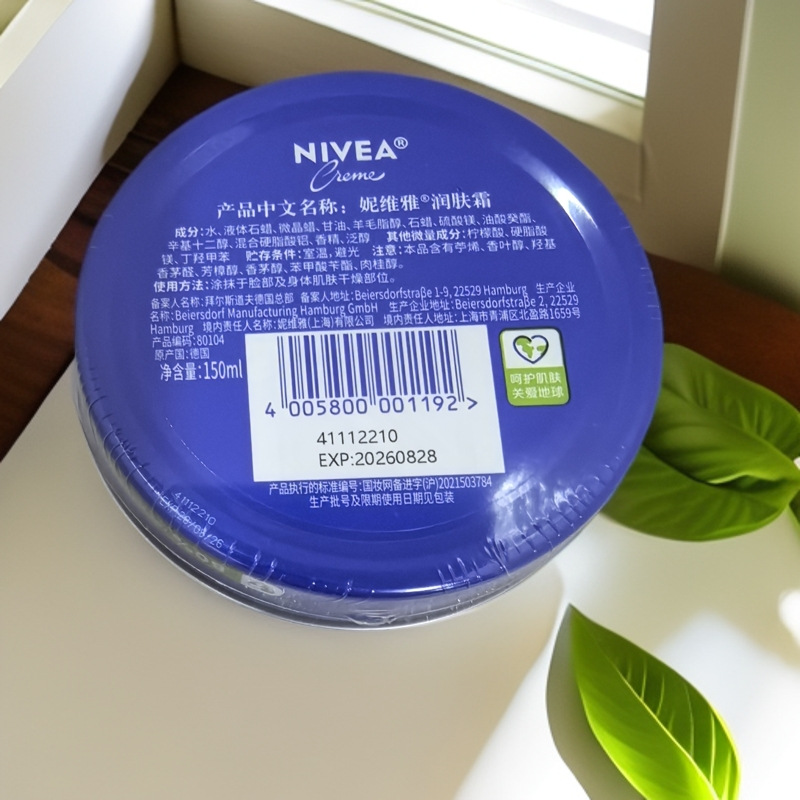 NIVEA®
Creme
产品中文名称：妮维雅®润肤霜
成分:水、液体石蜡、微晶蜡、甘油、羊毛脂醇、石蜡、硫酸镁、油酸癸酯、
辛基十二醇、混合硬脂酸铝、香精、泛醇 其他微量成分:柠檬酸、硬脂酸
镁、丁羟甲苯 贮存条件:室温,避光 注意:本品含有苧烯、香叶醇、羟基
香茅醛、芳樟醇、香茅醇、苯甲酸苄酯、肉桂醇。
使用方法:涂抹于脸部及身体肌肤干燥部位。
备案人名称:拜尔斯道夫德国总部 备案人地址:Beiersdorfstraße 1-9, 22529 Hamburg 生产企业
名称:Beiersdorf Manufacturing Hamburg GmbH 生产企业地址:Beiersdorfstraße 2, 22529
Hamburg 境内责任人名称:妮维雅(上海)有限公司 境内责任人地址:上海市青浦区北盈路1659号
产品编码:80104
原产国:德国
净含量:150ml
4 005800 001192 >
41112210
EXP:20260828
呵护肌肤
关爱地球
产品执行的标准编号:国妆网备进字(沪)2021503784
生产批号及限期使用日期见包装
41112210